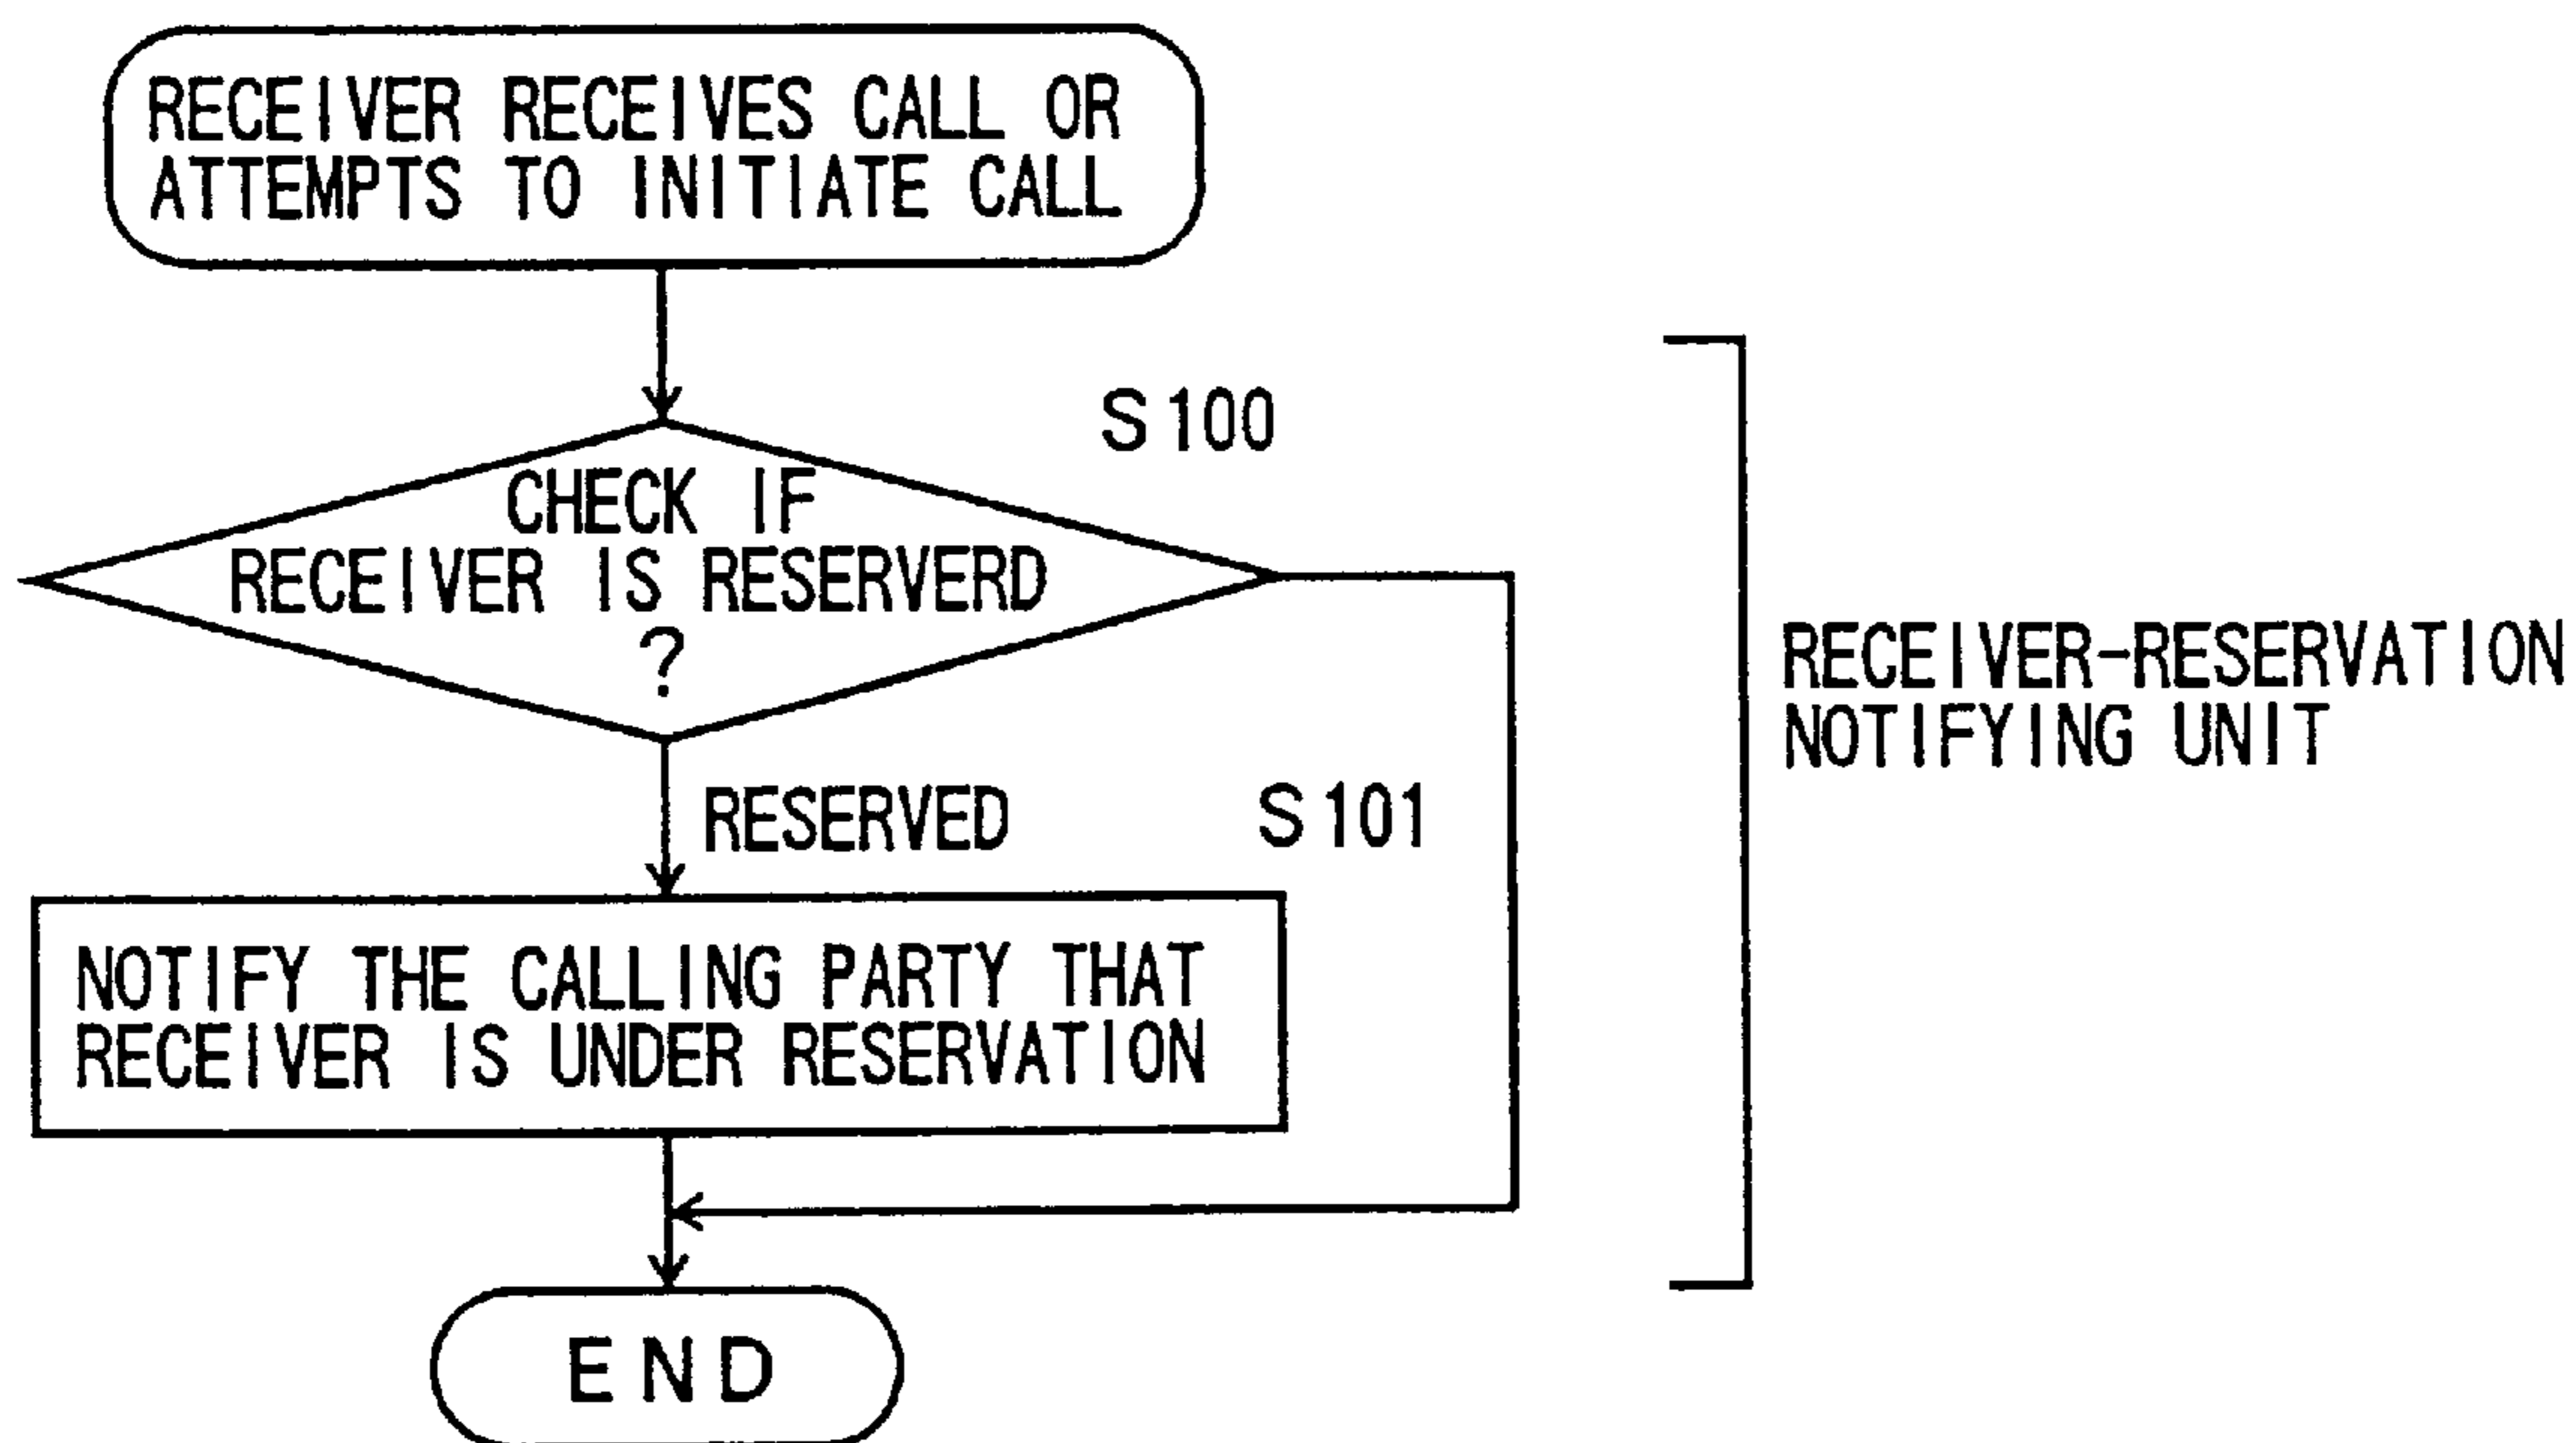 RECEIVER RECEIVES CALL OR
ATTEMPTS TO INITIATE CALL
S100
CHECK IF
RECEIVER IS RESERVERD
?
RECEIVER-RESERVATION
NOTIFYING UNIT
RESERVED
S101
NOTIFY THE CALLING PARTY THAT
RECEIVER IS UNDER RESERVATION
END